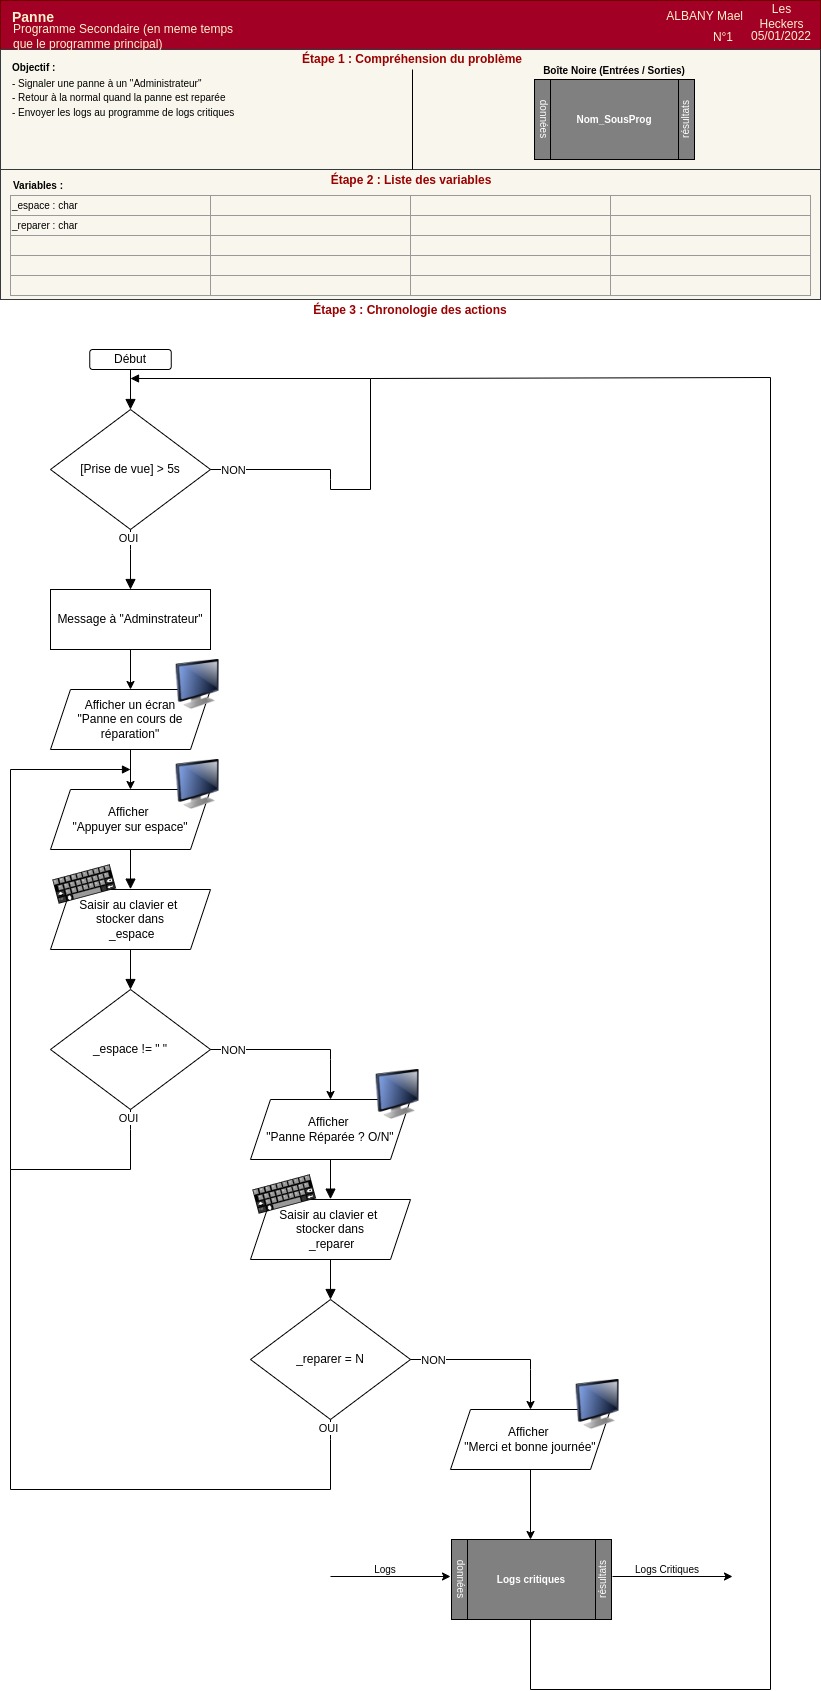 Panne
Programme Secondaire (en meme temps
que le programme principal)
ALBANY Mael
Les
Heckers
N°1
05/01/2022
Étape 1 : Compréhension du problème
Objectif :
- Signaler une panne à un "Administrateur"
- Retour à la normal quand la panne est reparée
- Envoyer les logs au programme de logs critiques
Boîte Noire (Entrées / Sorties)
données
Nom_SousProg
résultats
Étape 2 : Liste des variables
Variables :
_espace : char
_reparer : char
Étape 3 : Chronologie des actions
Début
[Prise de vue] > 5s
NON
OUI
Message à "Adminstrateur"
Afficher un écran
"Panne en cours de
réparation"
Afficher
"Appuyer sur espace"
Saisir au clavier et
stocker dans
_espace
_espace != " "
NON
OUI
Afficher
"Panne Réparée ? O/N"
Saisir au clavier et
stocker dans
_reparer
_reparer = N
NON
OUI
Afficher
"Merci et bonne journée"
Logs
données
Logs critiques
résultats
Logs Critiques